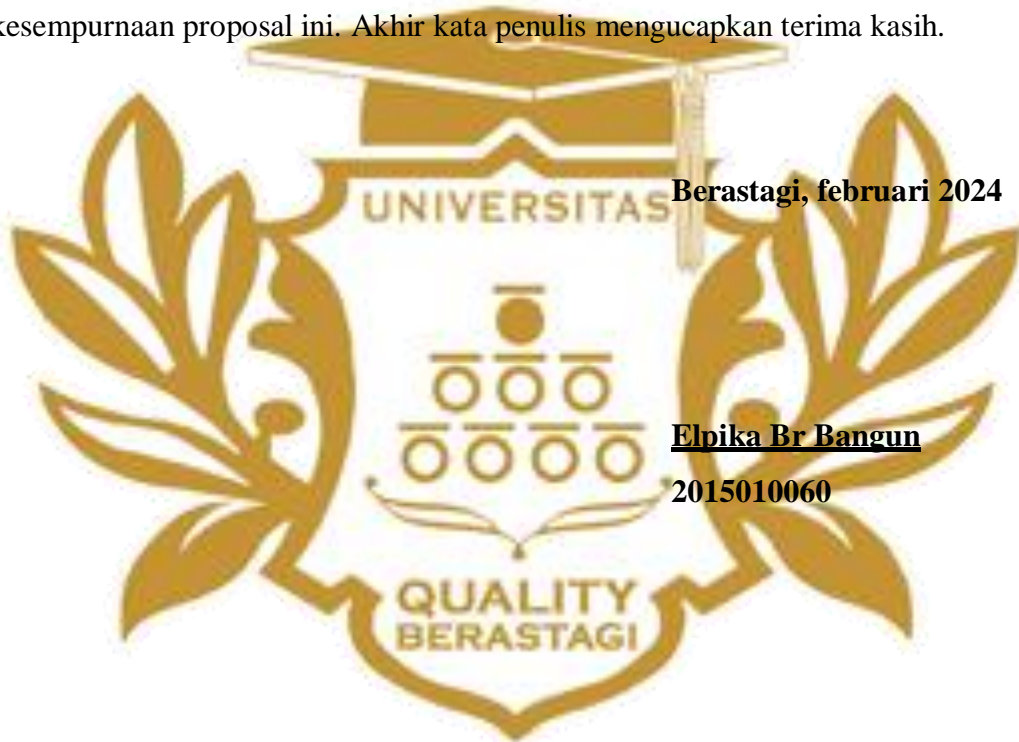 kesempurnaan proposal ini. Akhir kata penulis mengucapkan terima kasih.
UNIVERSITAS
Berastagi, februari 2024
Elpika Br Bangun
2015010060
QUALITY
BERASTAGI